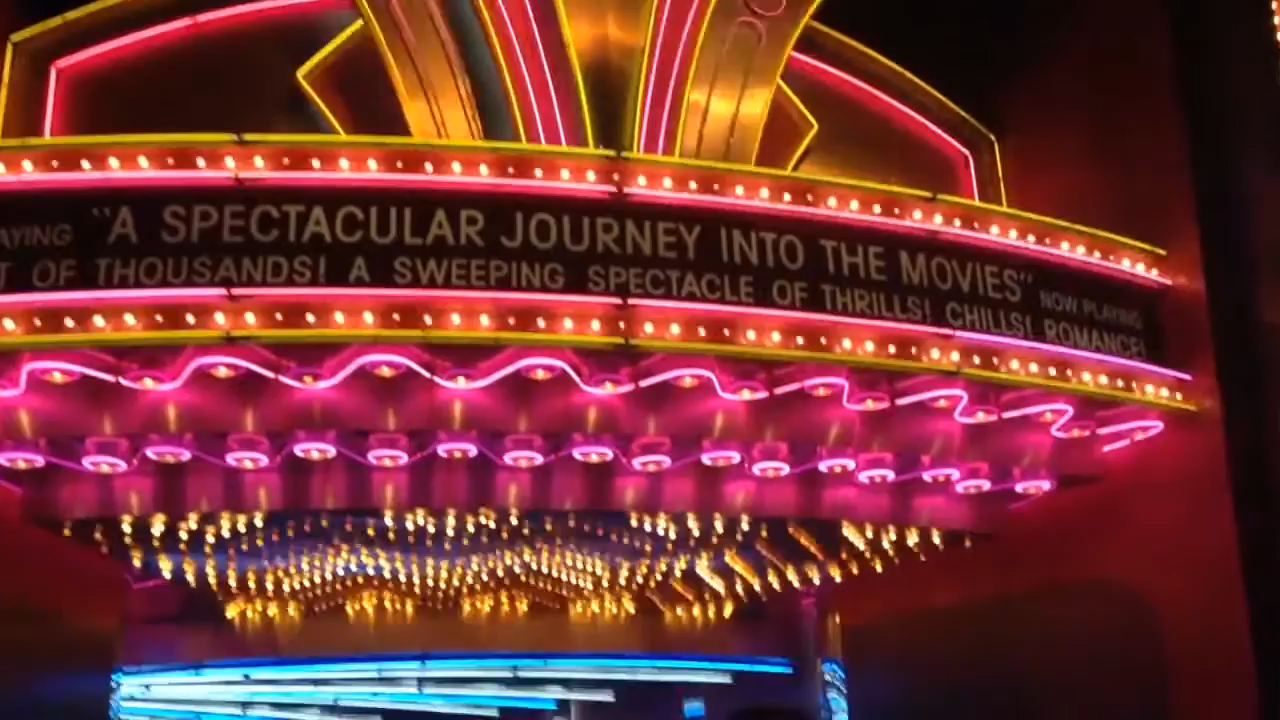 "A SPECTACULAR JOURNEY INTO THE MOVIES" NOW PLAYING
OF THOUSANDS! A SWEEPING SPECTACLE OF THRILLS! CHILLS! ROMANCE!